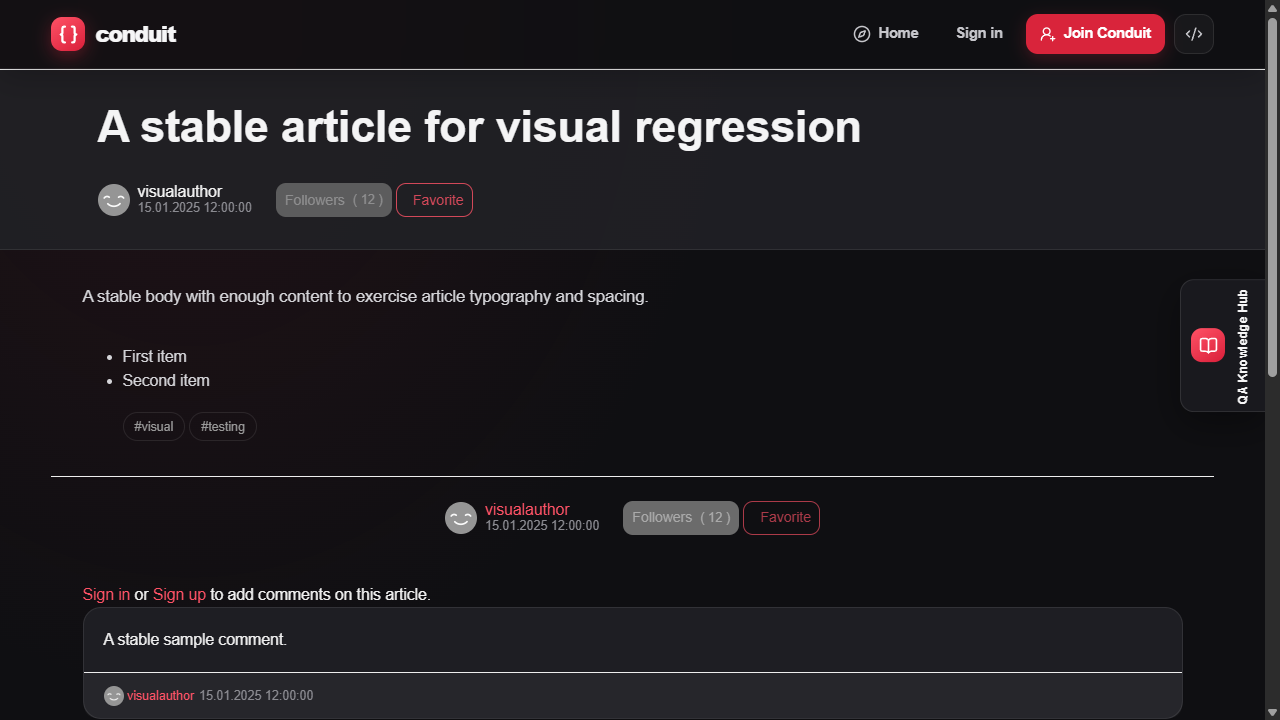 { } conduit
Home
Sign in
Join Conduit
</>
A stable article for visual regression
visualauthor
15.01.2025 12:00:00
Followers ( 12 )
Favorite
A stable body with enough content to exercise article typography and spacing.
QA Knowledge Hub
• First item
• Second item
#visual #testing
visualauthor
15.01.2025 12:00:00
Followers ( 12 )
Favorite
Sign in or Sign up to add comments on this article.
A stable sample comment.
visualauthor 15.01.2025 12:00:00